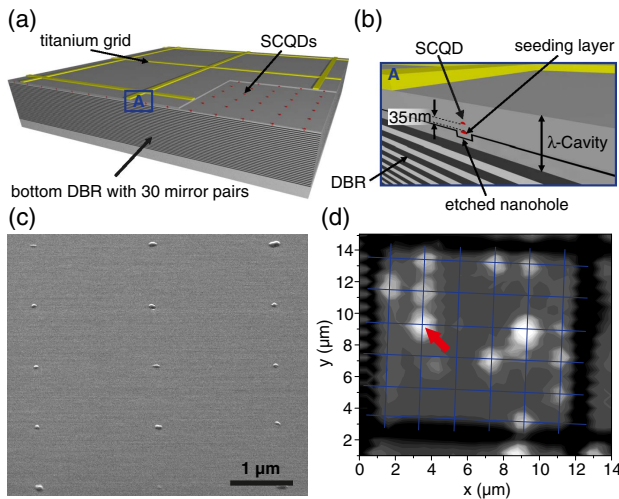 (a)
titanium grid
SCQDs
A
bottom DBR with 30 mirror pairs
(b)
SCQD
seeding layer
A
35nm
λ-Cavity
DBR
etched nanohole
(c)
1 µm
(d)
14
12
10
8
6
4
2
y (µm)
0 2 4 6 8 10 12 14
x (µm)